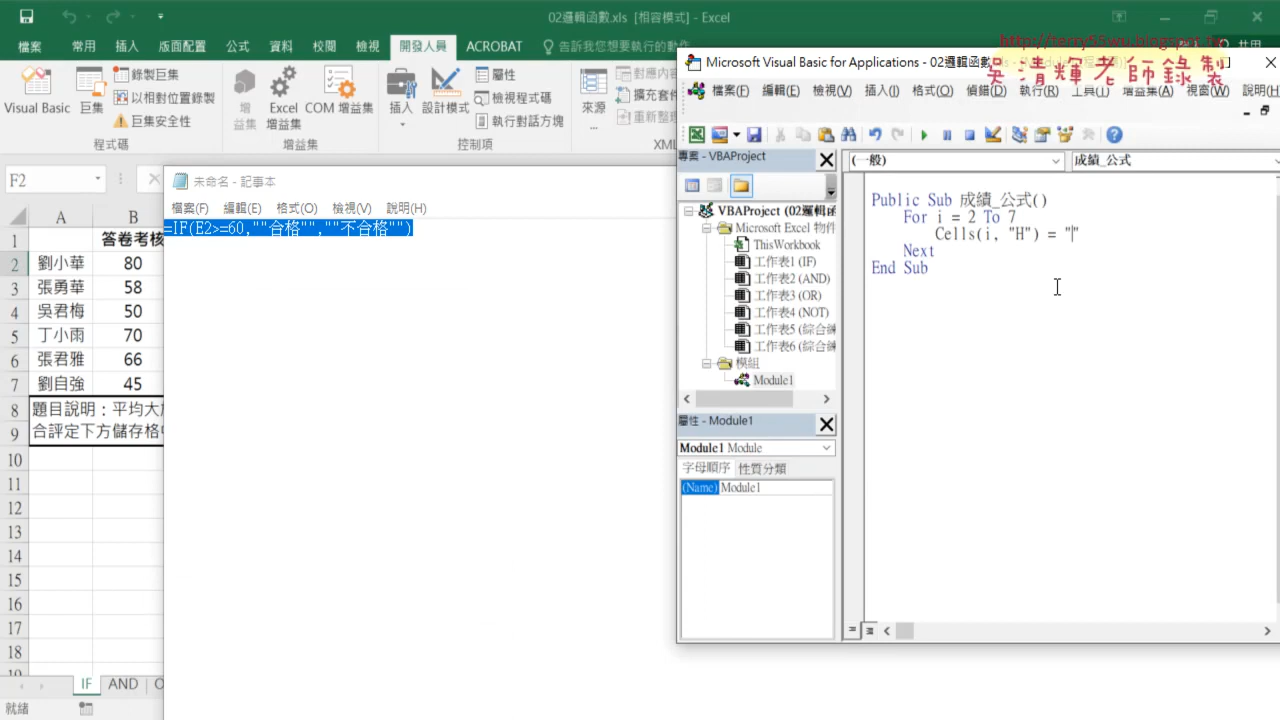 02邏輯函數.xls [相容模式] - Excel
檔案 常用 插入 版面配置 公式 資料 校閱 檢視 開發人員 ACROBAT 告訴我您想要執行的動作 共用
http://terry55wu.blogspot.tw
吳清輝老師錄製
Visual Basic 巨集 錄製巨集 以相對位置錄製 巨集安全性
程式碼
增益集 Excel 增益集 COM 增益集
增益集
插入 設計模式 屬性 檢視程式碼 執行對話方塊
控制項
來源 對應內容 擴充套件 重新整理
XML
F2
未命名 - 記事本
檔案(F) 編輯(E) 格式(O) 檢視(V) 說明(H)
=IF(E2>=60,""合格"",""不合格"")
A B
1 答卷考核
2 劉小華 80
3 張勇華 58
4 吳君梅 50
5 丁小雨 70
6 張君雅 66
7 劉自強 45
8 題目說明：平均大
9 合評定下方儲存格
10
11
12
13
14
15
16
17
18
19
IF AND O
就緒
Microsoft Visual Basic for Applications - 02邏輯函
檔案(F) 編輯(E) 檢視(V) 插入(I) 格式(O) 偵錯(D) 執行(R) 工具(T) 增益集(A) 視窗(W) 說明(H
專案 - VBAProject
VBAProject (02邏輯函
Microsoft Excel 物件
ThisWorkbook
工作表1 (IF)
工作表2 (AND)
工作表3 (OR)
工作表4 (NOT)
工作表5 (綜合練
工作表6 (綜合練
模組
Module1
屬性 - Module1
Module1 Module
字母順序 性質分類
(Name) Module1
(一般) 成績_公式
Public Sub 成績_公式()
For i = 2 To 7
Cells(i, "H") = ""
Next
End Sub